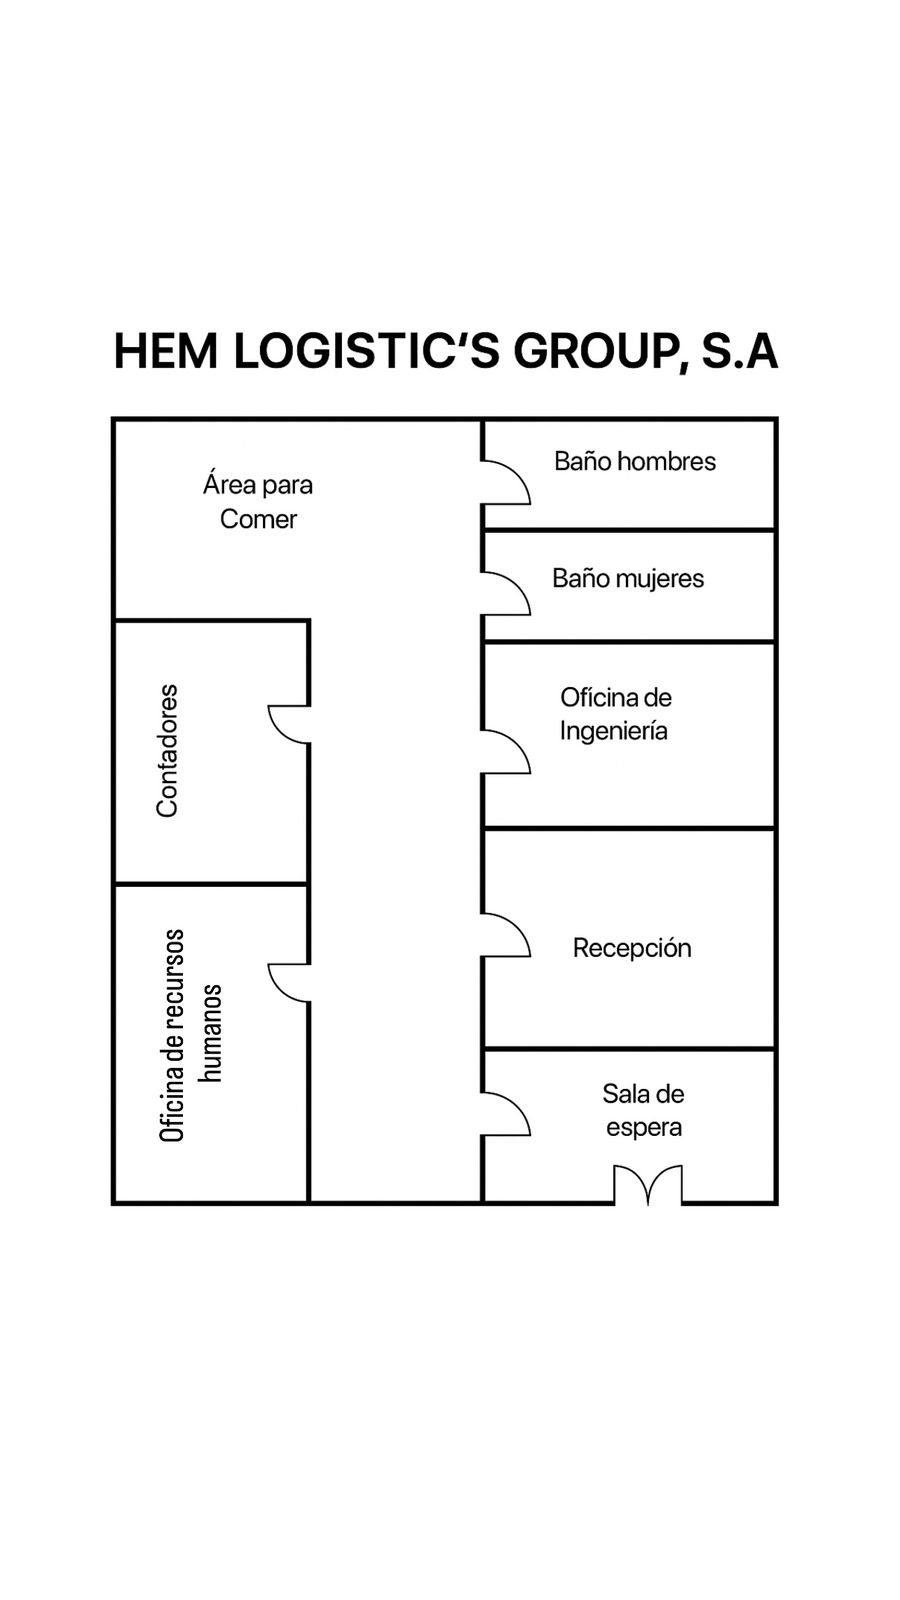 HEM LOGISTIC‘S GROUP, S.A
Área para
Comer
Baño hombres
Baño mujeres
Contadores
Ofícina de
Ingeniería
Oficina de recursos
humanos
Recepción
Sala de
espera